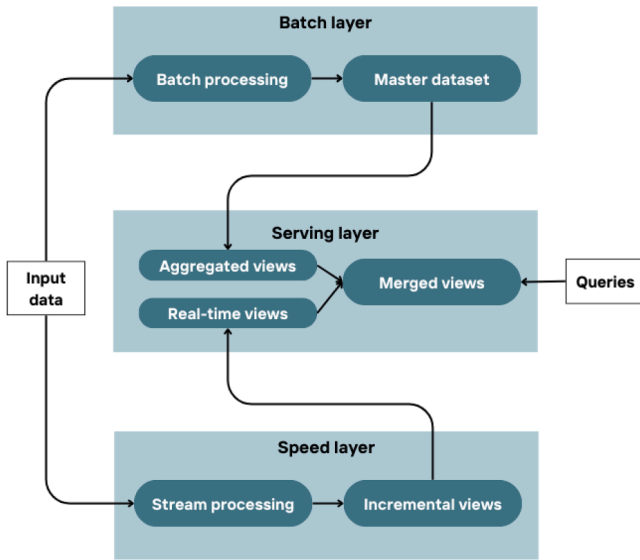 Batch layer
Batch processing
Master dataset
Serving layer
Aggregated views
Real-time views
Merged views
Input
data
Queries
Speed layer
Stream processing
Incremental views